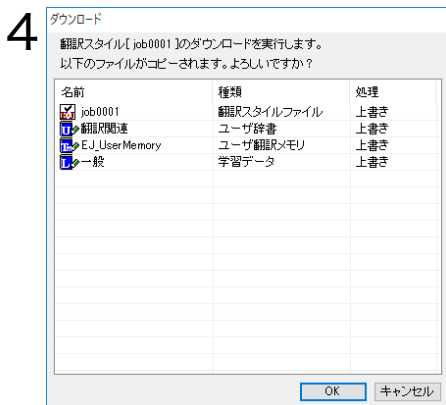 4
ダウンロード
翻訳スタイル[ job0001 ]のダウンロードを実行します。
以下のファイルがコピーされます。よろしいですか？
名前 種類 処理
job0001 翻訳スタイルファイル 上書き
翻訳関連 ユーザ辞書 上書き
EJ_UserMemory ユーザ翻訳メモリ 上書き
一般 学習データ 上書き
OK キャンセル